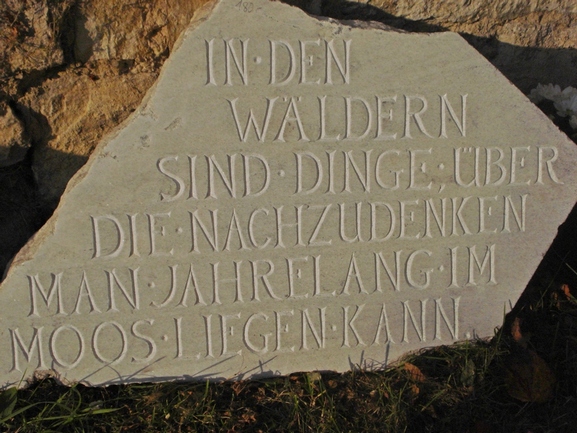 IN·DEN
WÄLDERN
SIND·DINGE, ÜBER
DIE·NACHZUDENKEN
MAN·JAHRELANG·IM
MOOS·LIEGEN·KANN.